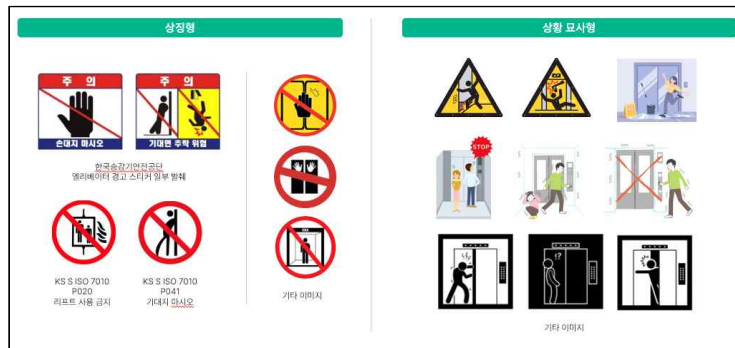 상징형
상황 묘사형
주 의
주 의
손대지 마시오
기대면 추락 위험
한국승강기안전공단
엘리베이터 경고 스티커 일부 발췌
STOP
KS S ISO 7010
P020
리프트 사용 금지
KS S ISO 7010
P041
기대지 마시오
기타 이미지
!?
기타 이미지